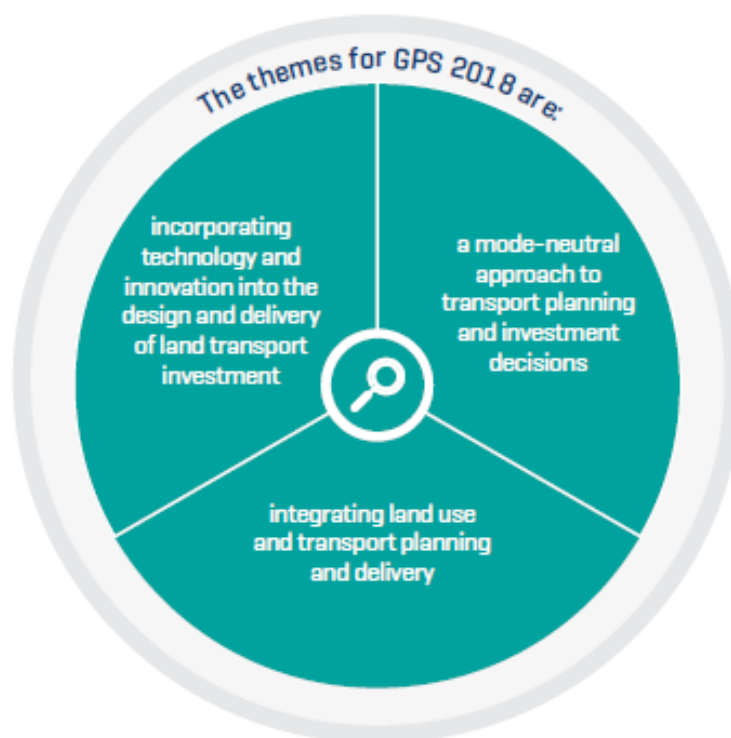 The themes for GPS 2018 are:
incorporating
technology and
innovation into the
design and delivery
of land transport
investment
a mode-neutral
approach to
transport planning
and investment
decisions
integrating land use
and transport planning
and delivery